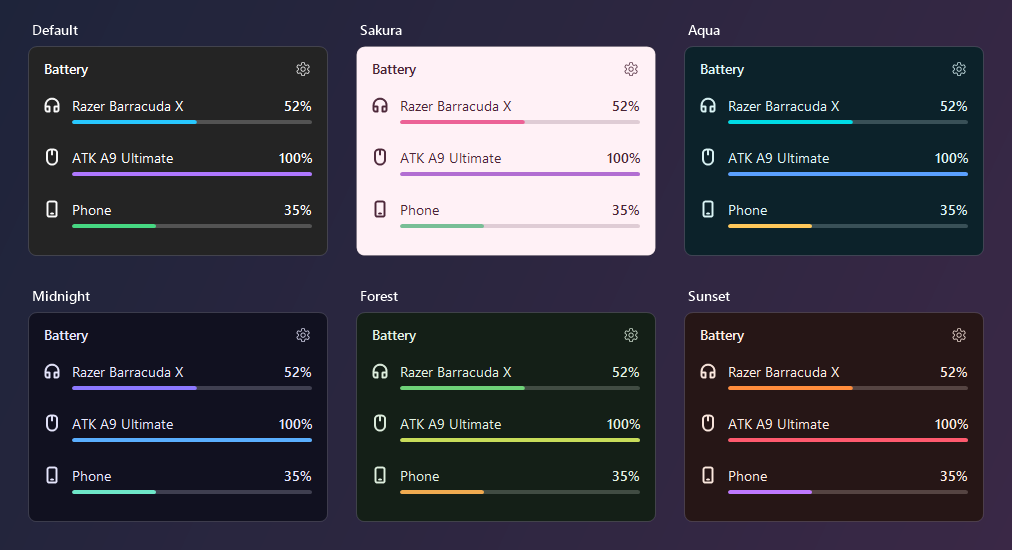 Default
Battery
Razer Barracuda X 52%
ATK A9 Ultimate 100%
Phone 35%
Sakura
Battery
Razer Barracuda X 52%
ATK A9 Ultimate 100%
Phone 35%
Aqua
Battery
Razer Barracuda X 52%
ATK A9 Ultimate 100%
Phone 35%
Midnight
Battery
Razer Barracuda X 52%
ATK A9 Ultimate 100%
Phone 35%
Forest
Battery
Razer Barracuda X 52%
ATK A9 Ultimate 100%
Phone 35%
Sunset
Battery
Razer Barracuda X 52%
ATK A9 Ultimate 100%
Phone 35%